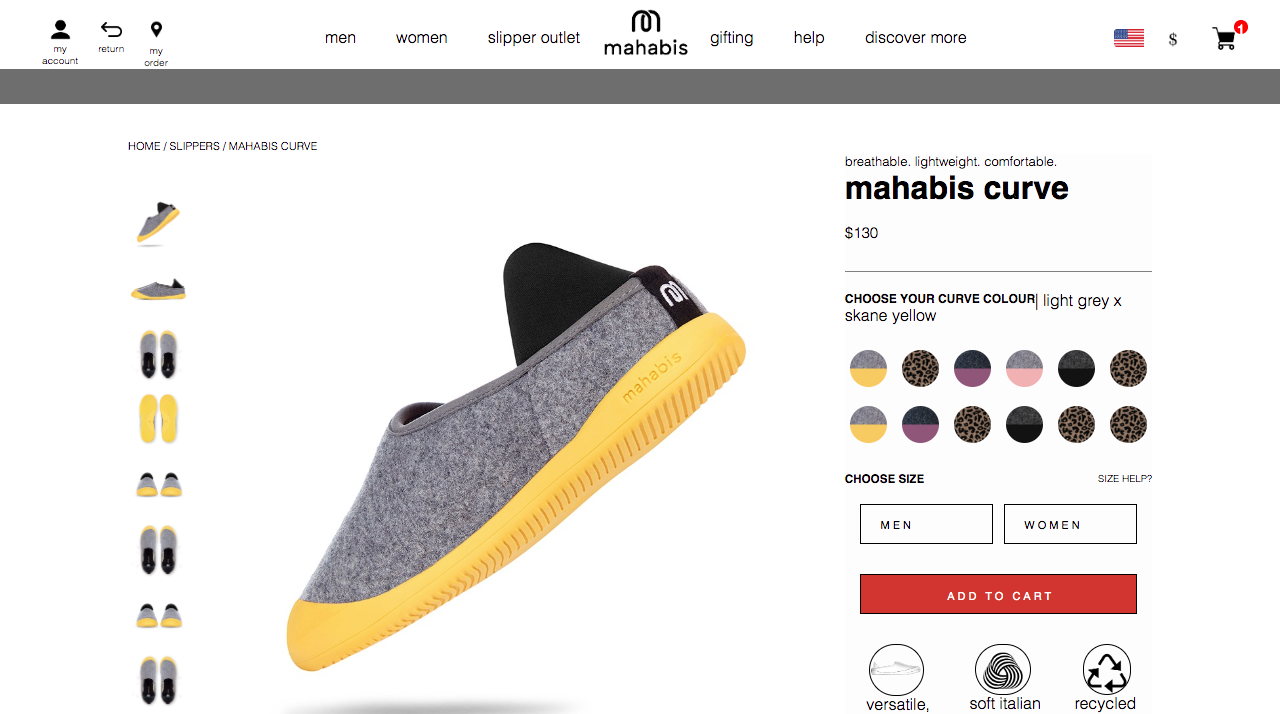 my
account
return
my
order
men
women
slipper outlet
mahabis
gifting
help
discover more
$
1
HOME / SLIPPERS / MAHABIS CURVE
breathable. lightweight. comfortable.
mahabis curve
$130
CHOOSE YOUR CURVE COLOUR| light grey x
skane yellow
mahabis
CHOOSE SIZE
SIZE HELP?
MEN
WOMEN
ADD TO CART
versatile,
soft italian
recycled